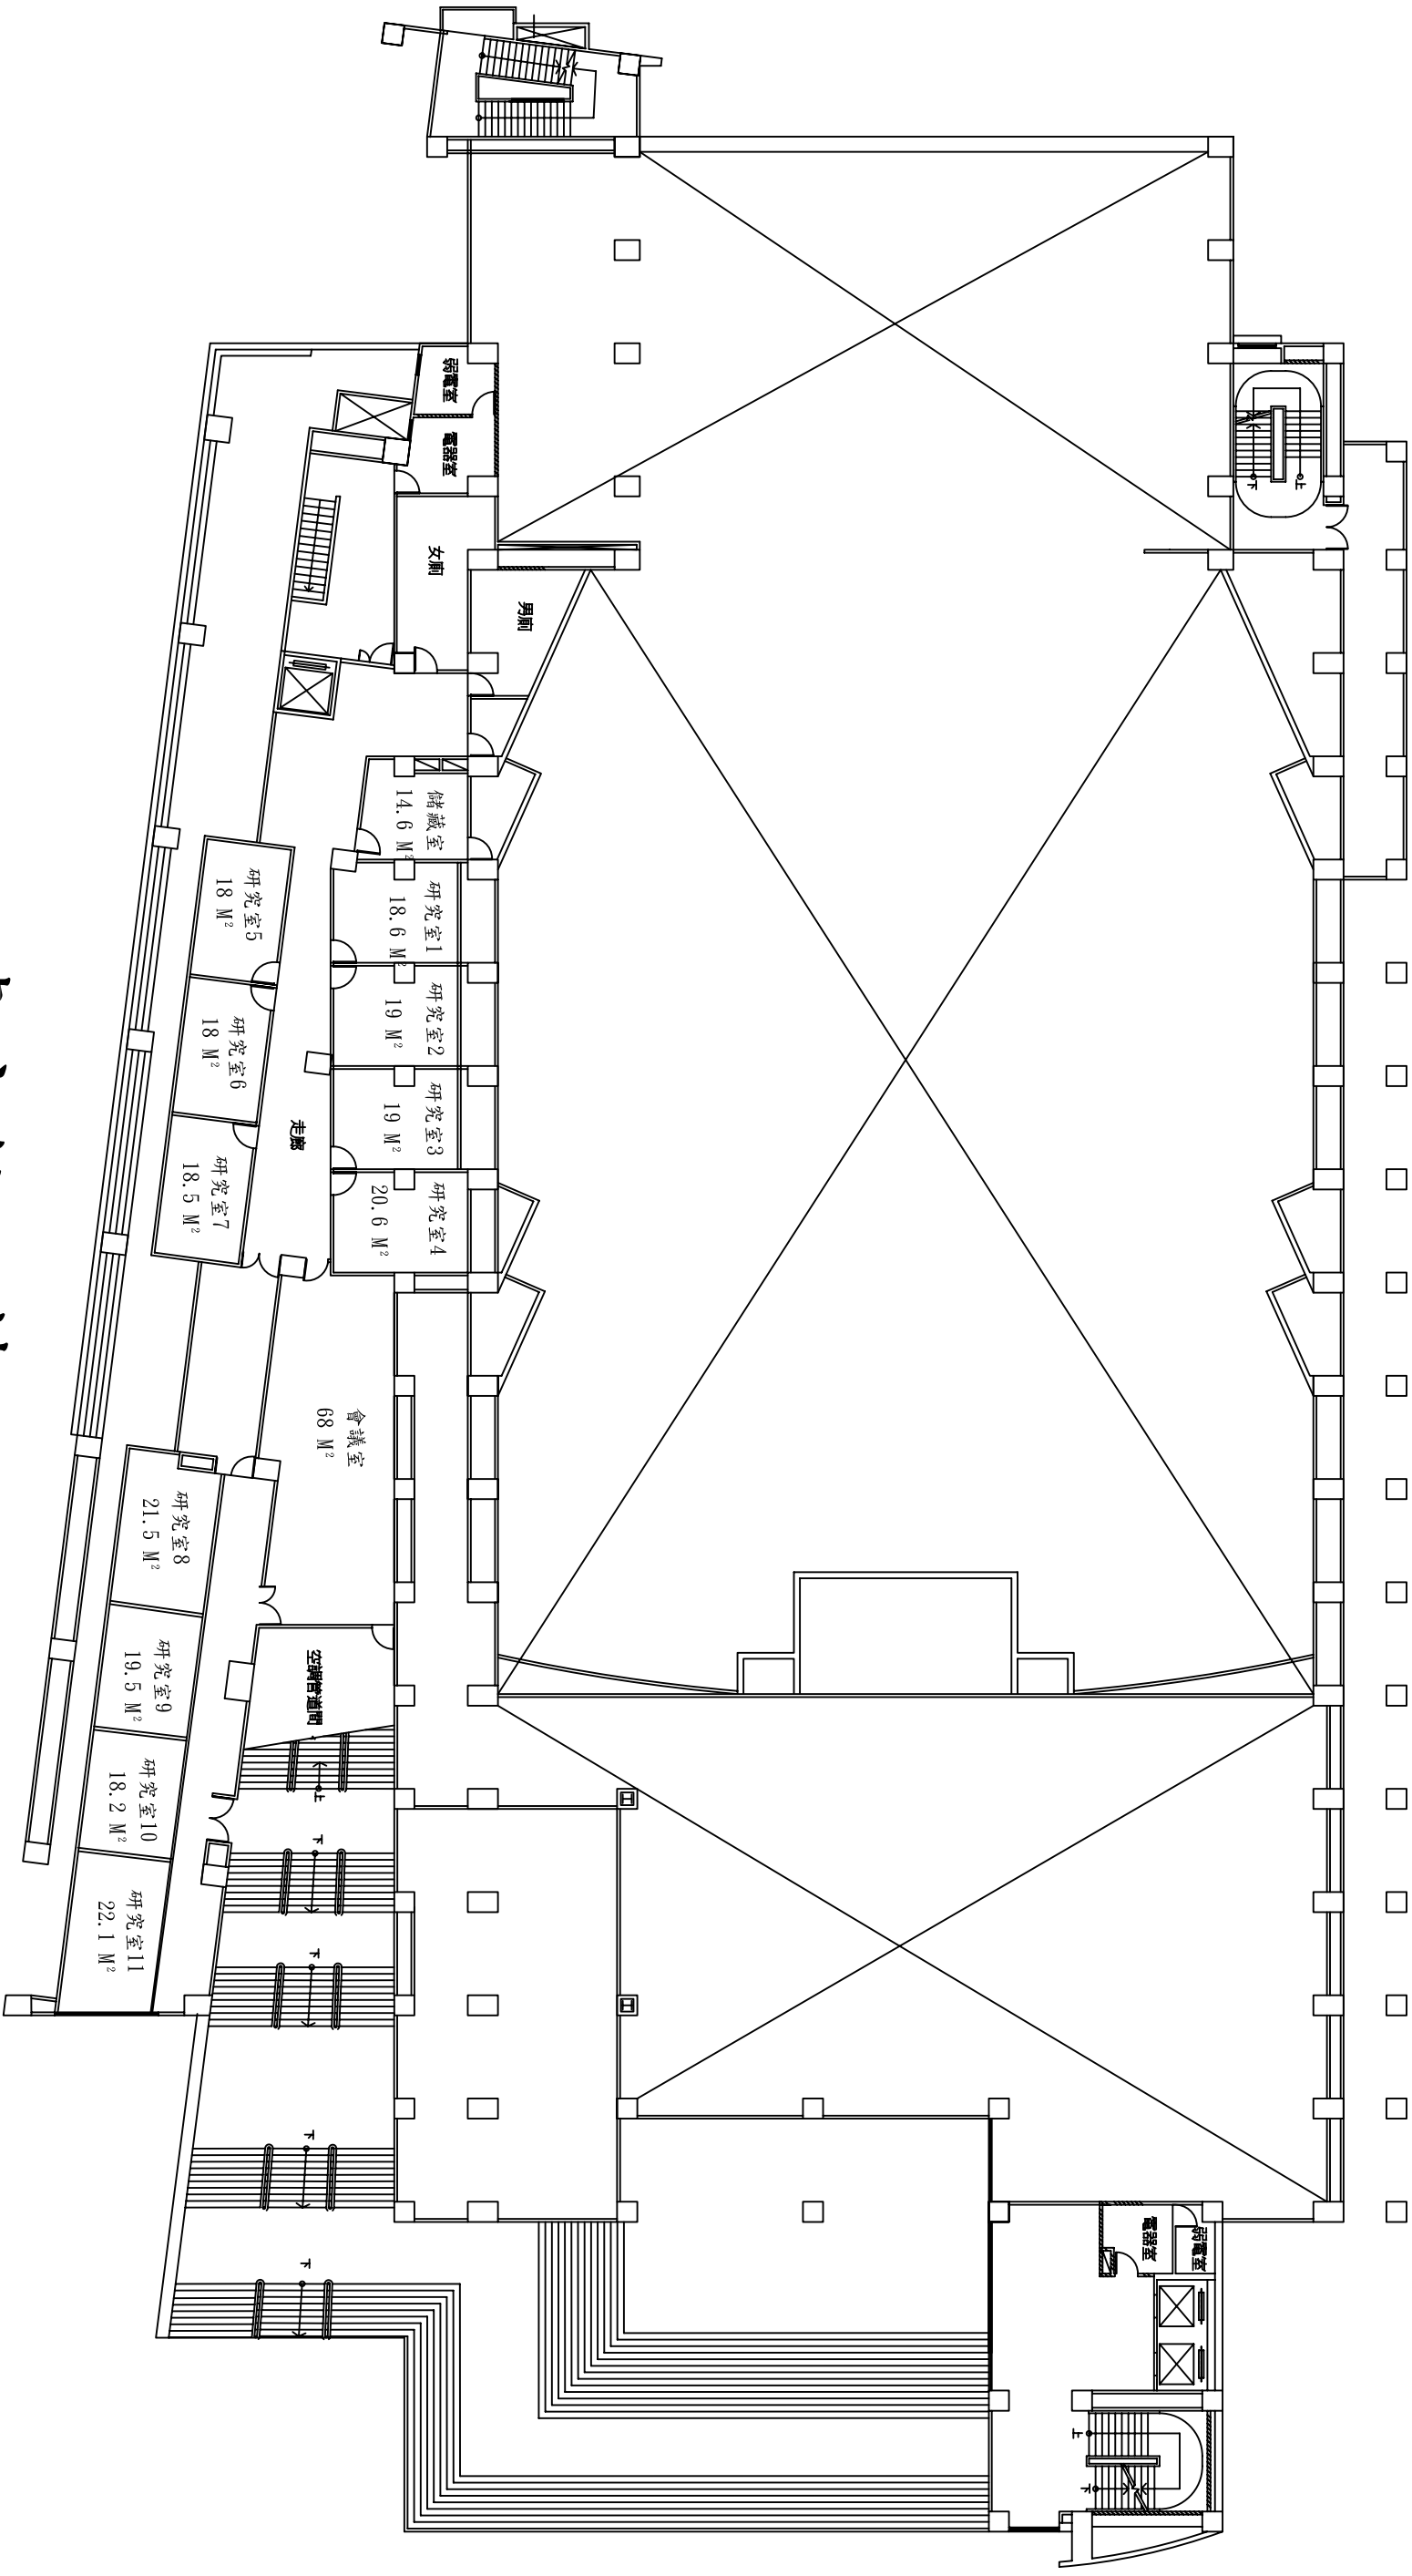 弱電室
電器室
女廁
男廁
上
下
儲藏室
14.6 M²
研究室1
18.6 M²
研究室2
19 M²
研究室3
19 M²
研究室4
20.6 M²
研究室5
18 M²
研究室6
18 M²
研究室7
18.5 M²
走廊
會議室
68 M²
研究室8
21.5 M²
研究室9
19.5 M²
研究室10
18.2 M²
研究室11
22.1 M²
空調管道間
上
下
下
下
下
弱電室
電器室
上
下